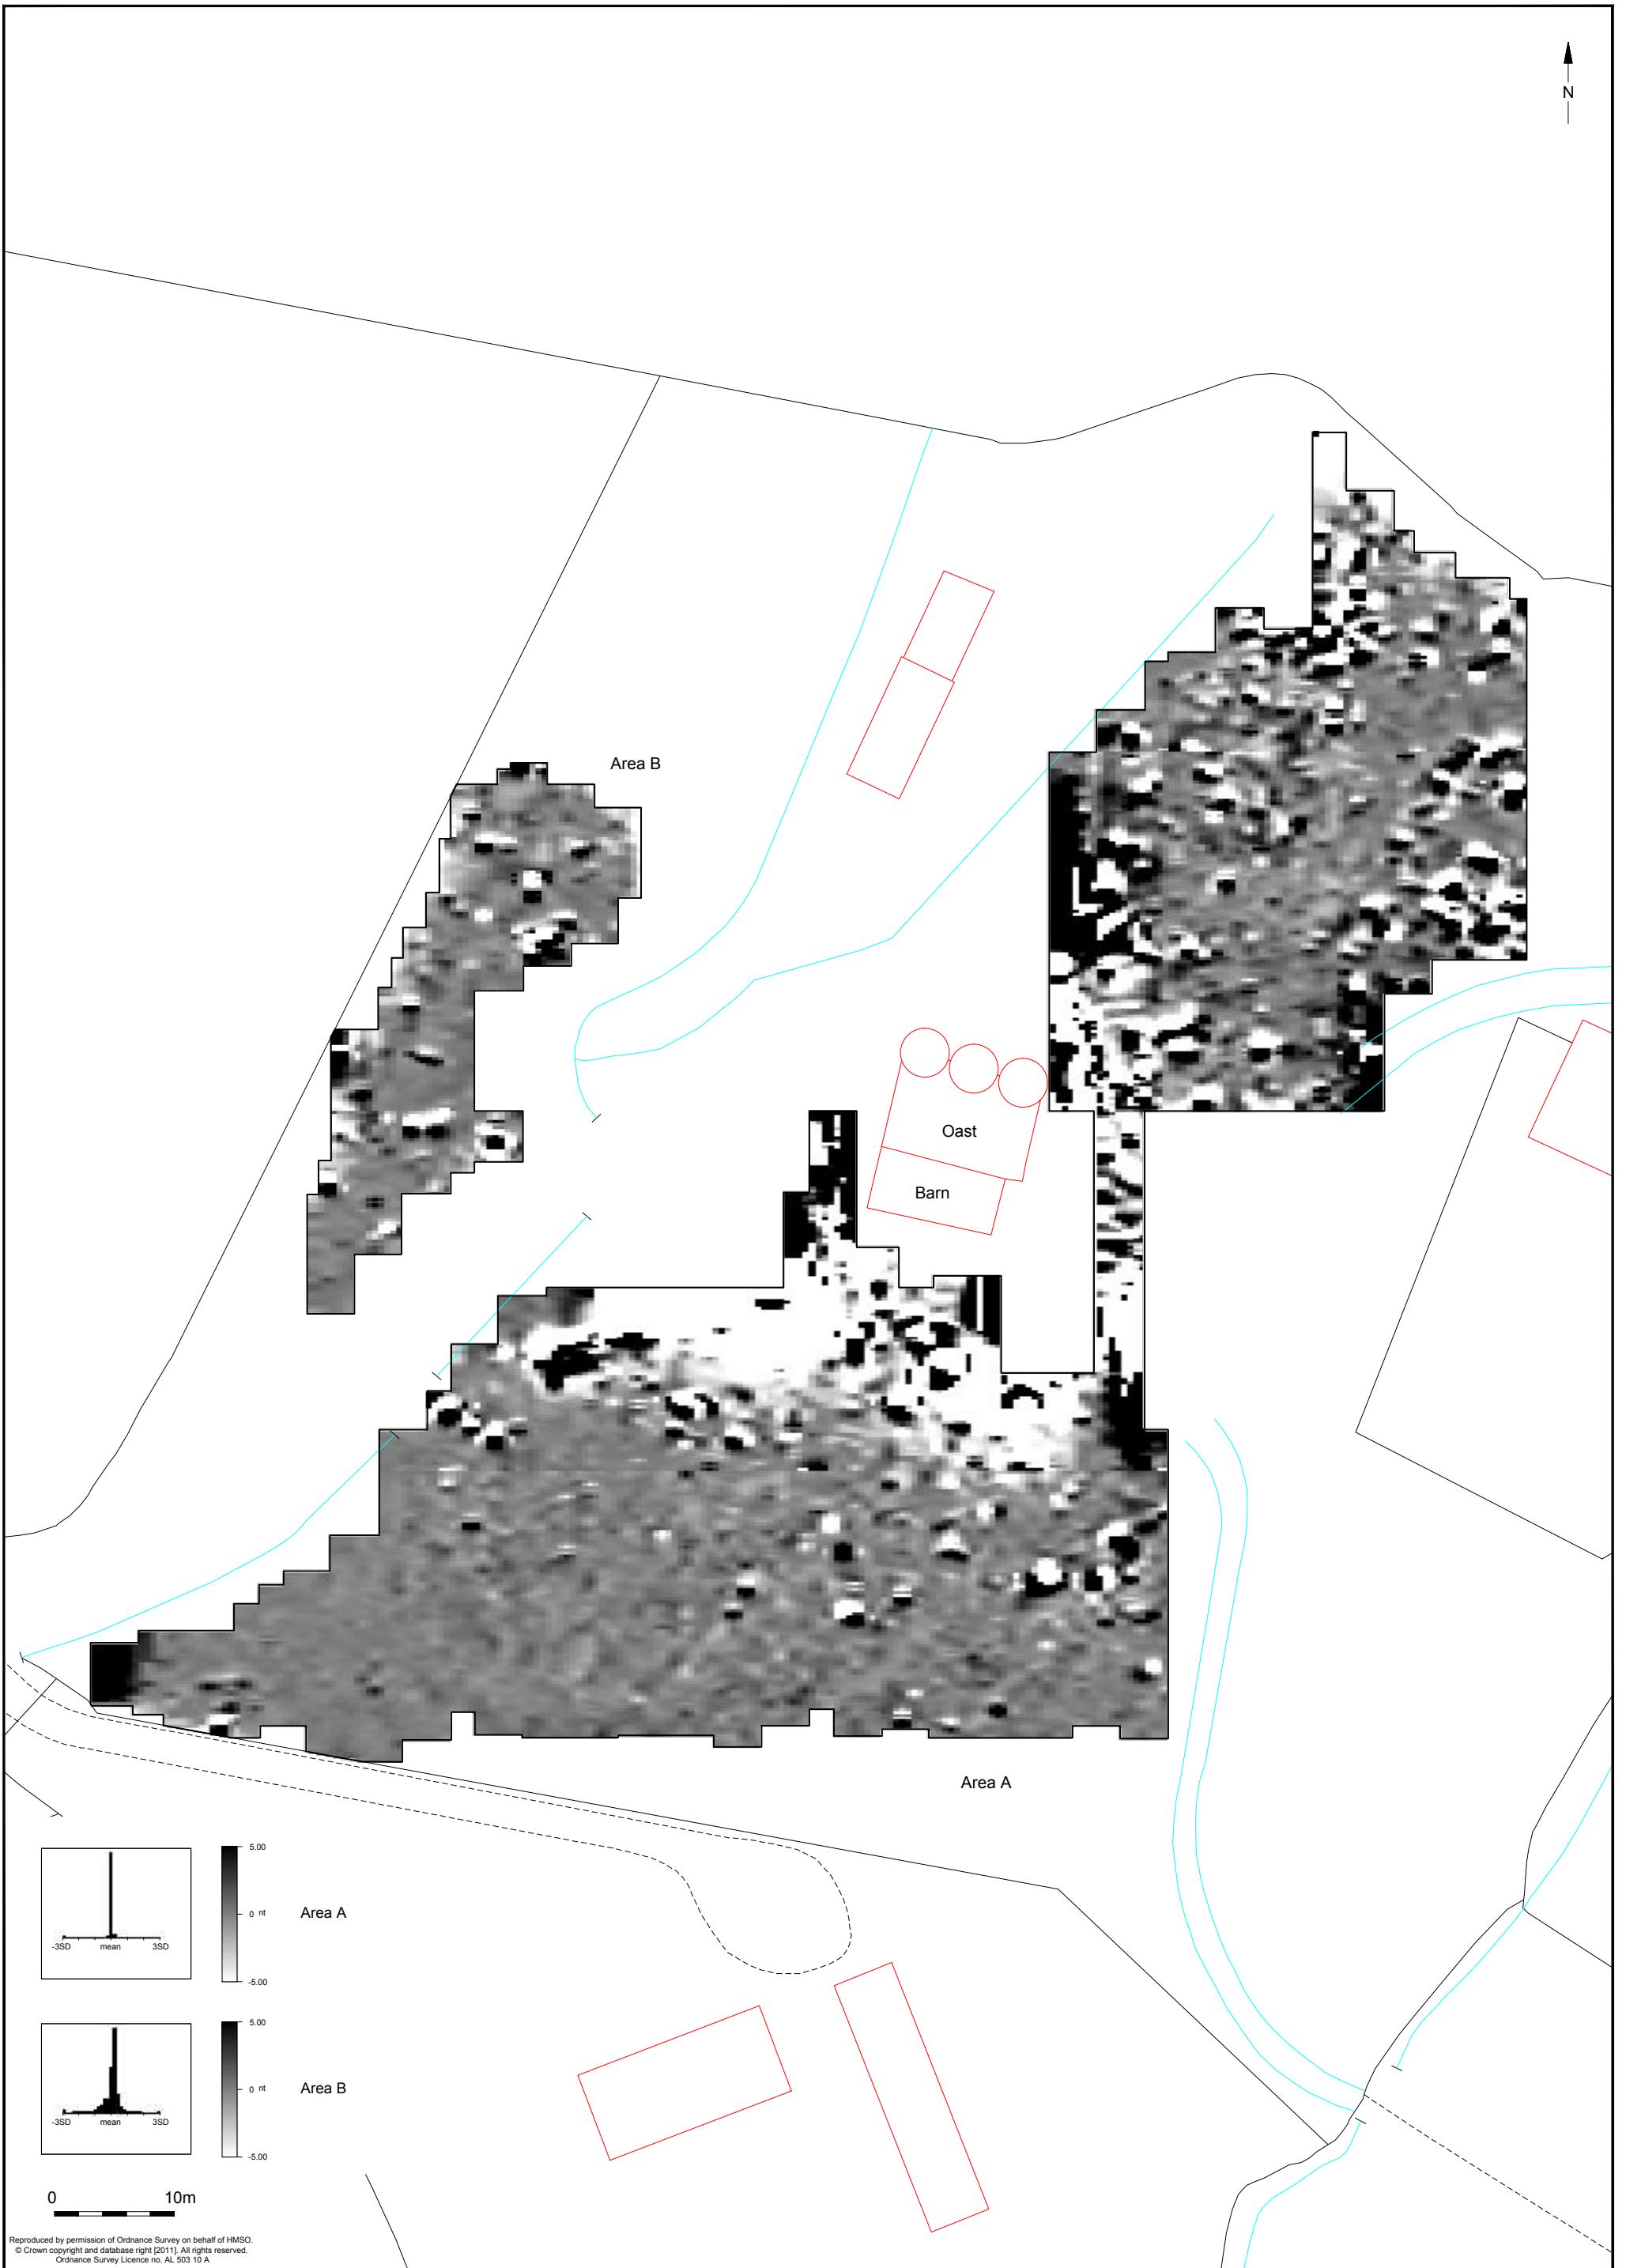 N
Area B
Oast
Barn
Area A
5.00
0 nt
-5.00
Area A
-3SD mean 3SD
5.00
0 nt
-5.00
Area B
-3SD mean 3SD
0 10m
Reproduced by permission of Ordnance Survey on behalf of HMSO.
© Crown copyright and database right [2011]. All rights reserved.
Ordnance Survey Licence no. AL 503 10 A